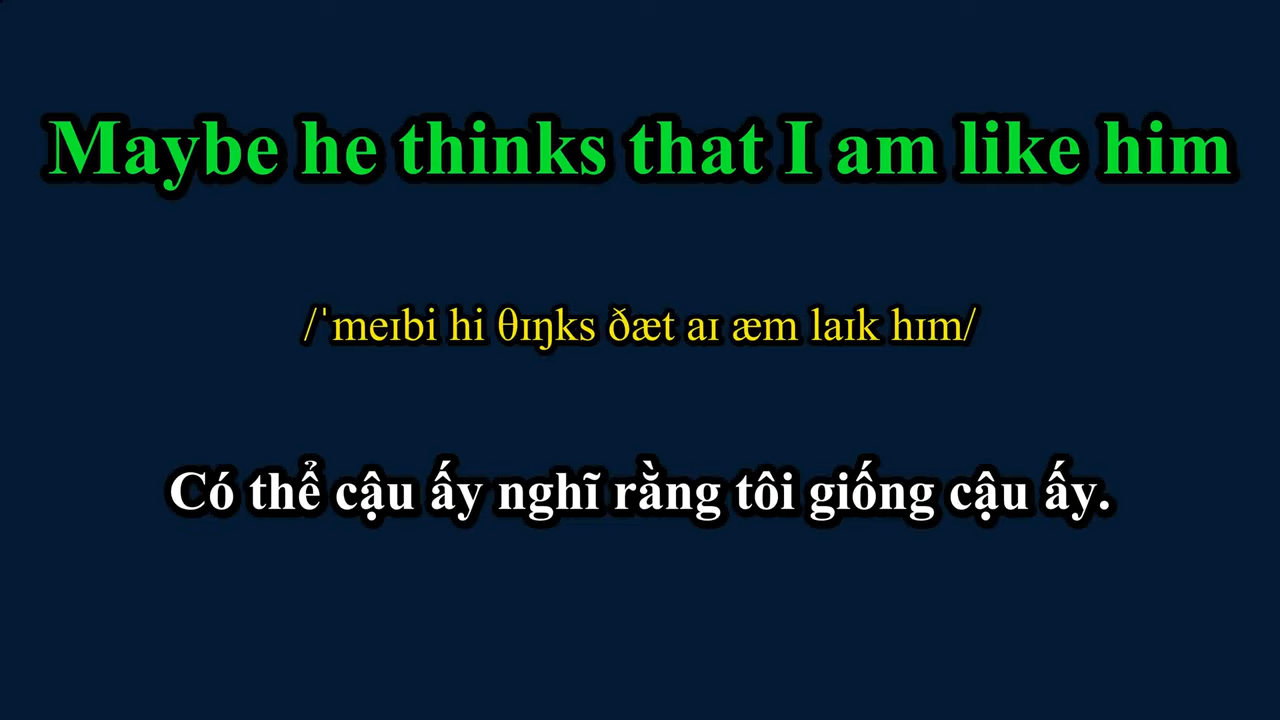 Maybe he thinks that I am like him
/ˈmeɪbi hi θɪŋks ðæt aɪ æm laɪk hɪm/
Có thể cậu ấy nghĩ rằng tôi giống cậu ấy.